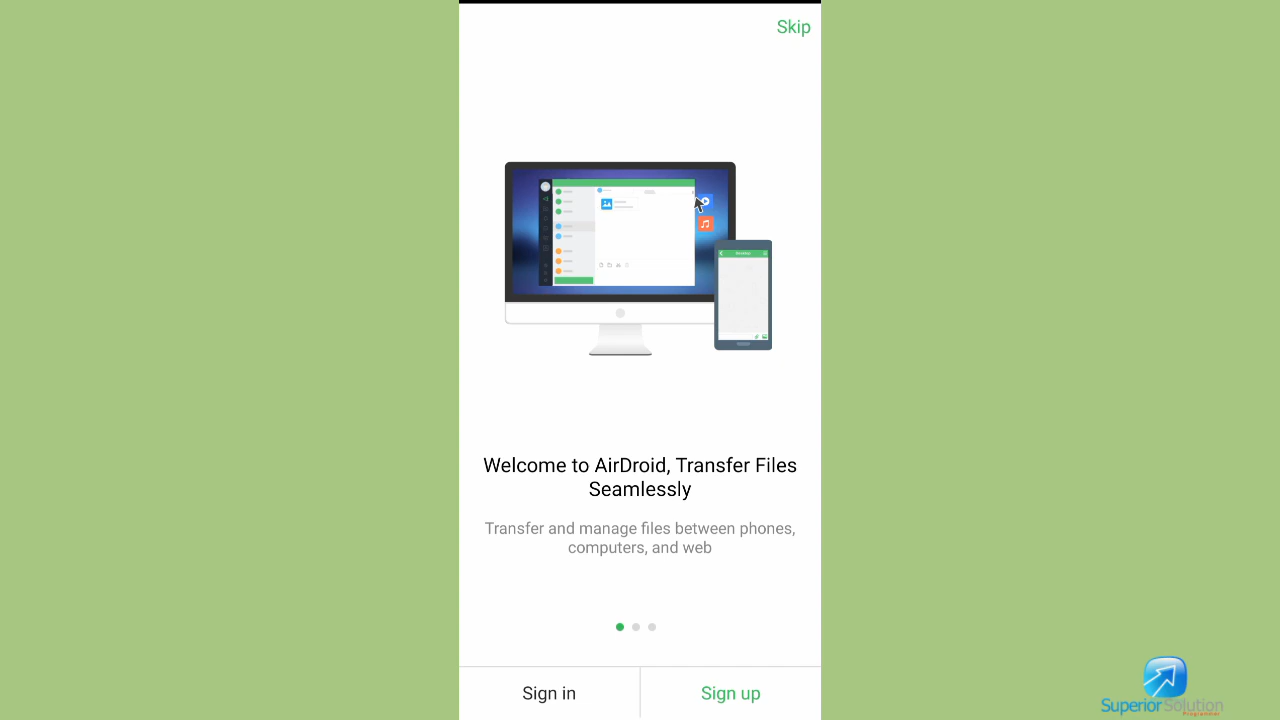 Skip
Welcome to AirDroid, Transfer Files
Seamlessly
Transfer and manage files between phones,
computers, and web
Sign in
Sign up
Superior Solution
Programmer